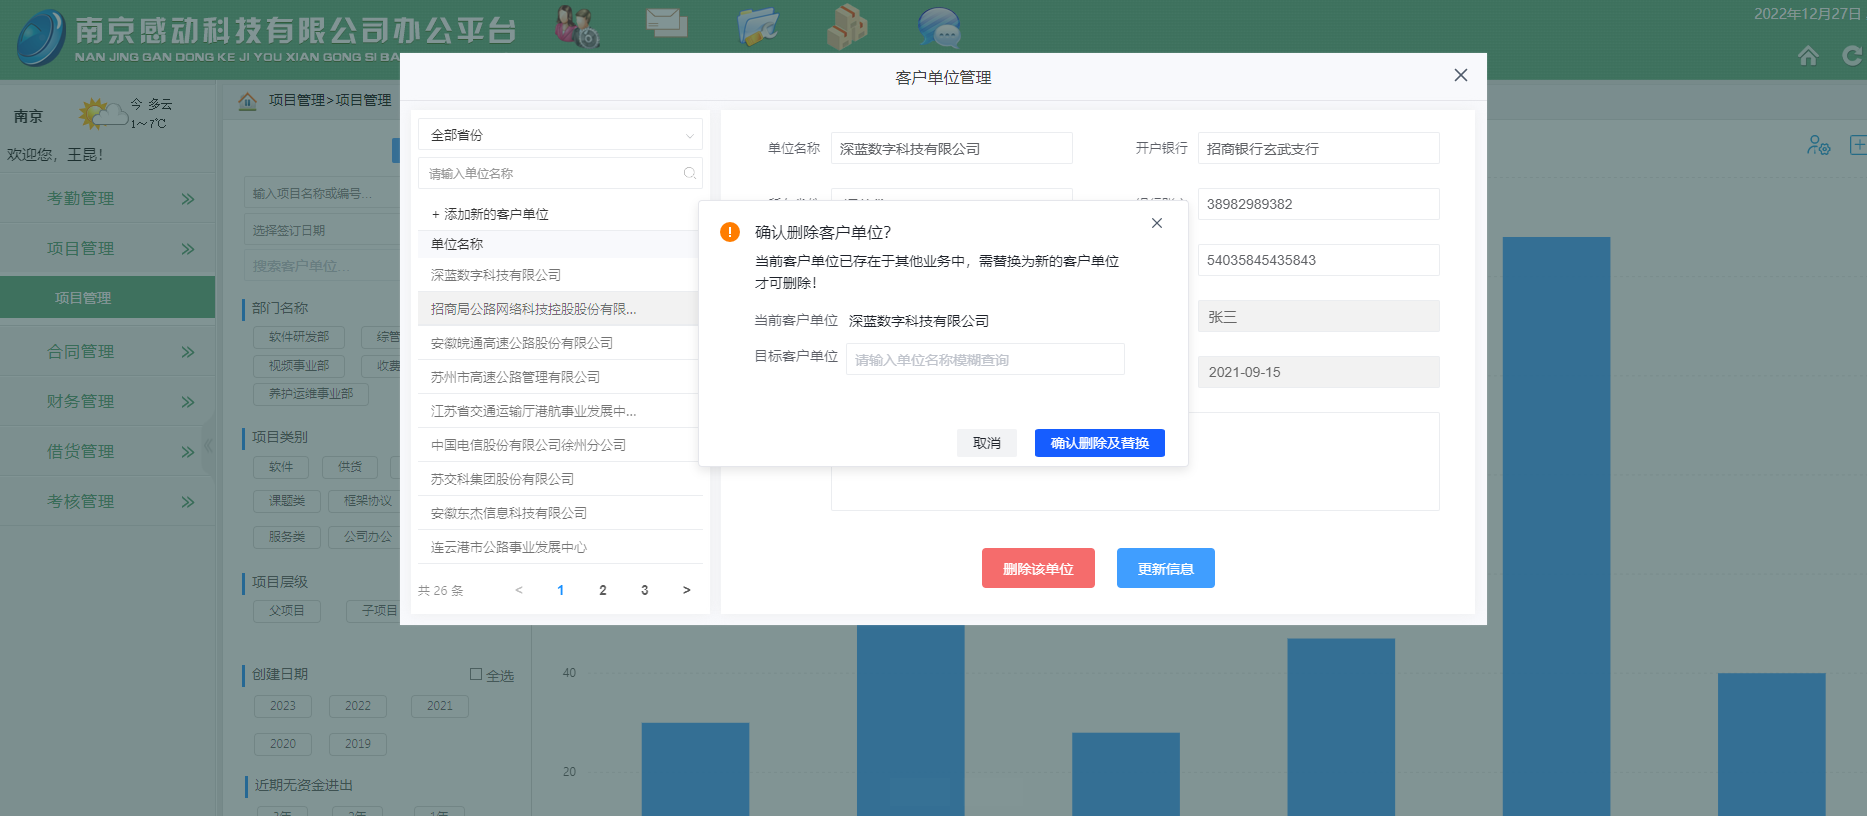 南京感动科技有限公司办公平台
NAN JING GAN DONG KE JI YOU XIAN GONG SI BA
2022年12月27日
南京
今 多云
1～7℃
欢迎您，王昆！
考勤管理
项目管理
项目管理
合同管理
财务管理
借货管理
考核管理
项目管理>项目管理
输入项目名称或编号...
选择签订日期
搜索客户单位...
部门名称
软件研发部
综管
视频事业部
收费
养护运维事业部
项目类别
软件
供货
课题类
框架协议
服务类
公司办公
项目层级
父项目
子项目
创建日期
全选
2023
2022
2021
2020
2019
近期无资金进出
客户单位管理
全部省份
请输入单位名称
+ 添加新的客户单位
单位名称
深蓝数字科技有限公司
招商局公路网络科技控股股份有限...
安徽皖通高速公路股份有限公司
苏州市高速公路管理有限公司
江苏省交通运输厅港航事业发展中...
中国电信股份有限公司徐州分公司
苏交科集团股份有限公司
安徽东杰信息科技有限公司
连云港市公路事业发展中心
共 26 条
< 1 2 3 >
单位名称
深蓝数字科技有限公司
开户银行
招商银行玄武支行
38982989382
54035845435843
张三
2021-09-15
确认删除客户单位？
当前客户单位已存在于其他业务中，需替换为新的客户单位
才可删除！
当前客户单位 深蓝数字科技有限公司
目标客户单位
请输入单位名称模糊查询
取消
确认删除及替换
删除该单位
更新信息
40
20